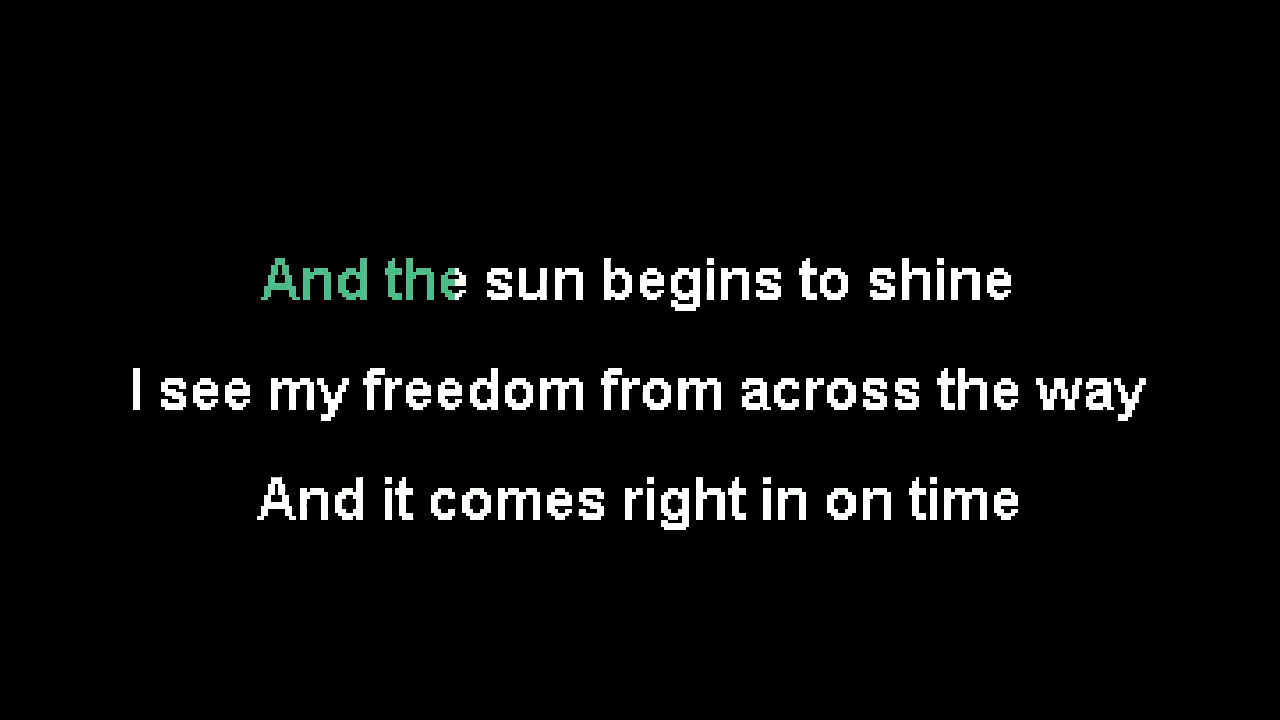 And the sun begins to shine
I see my freedom from across the way
And it comes right in on time